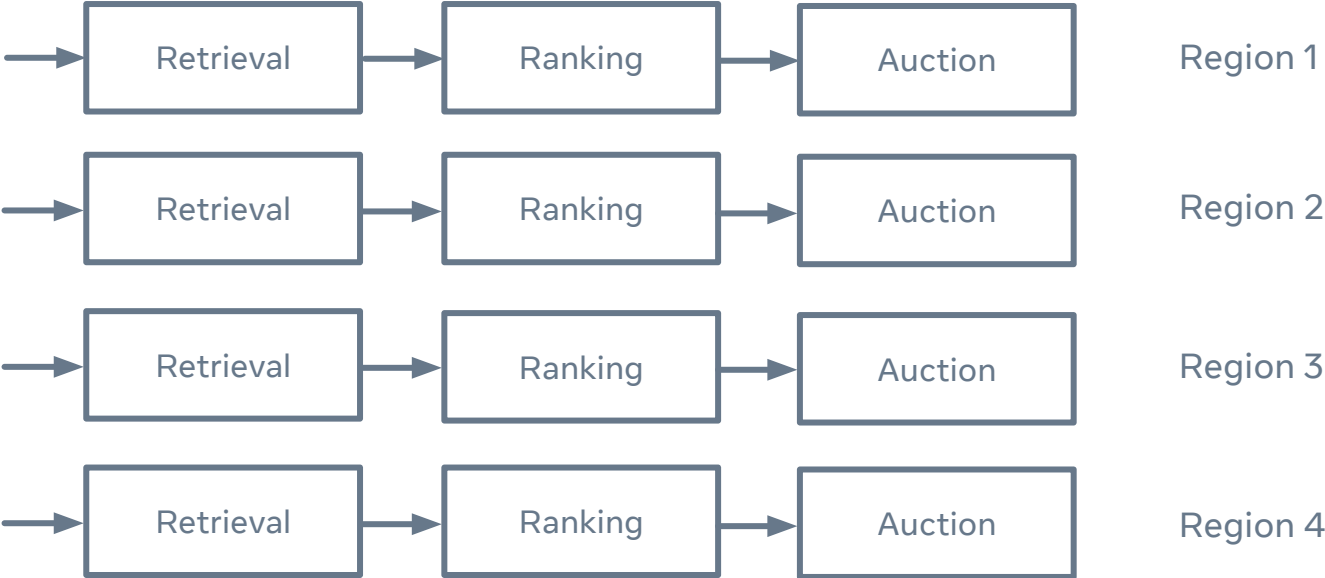 Retrieval Ranking Auction Region 1
Retrieval Ranking Auction Region 2
Retrieval Ranking Auction Region 3
Retrieval Ranking Auction Region 4